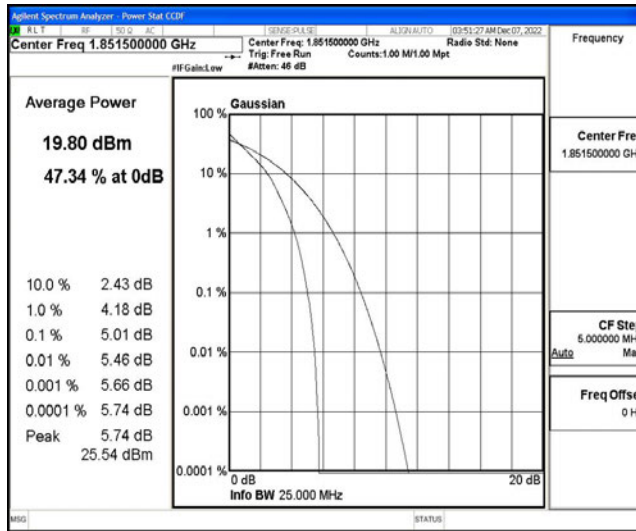 Agilent Spectrum Analyzer - Power Stat CCDF
RLT RF 50 Ω AC SENSE:PULSE ALIGN AUTO 03:51:27 AM Dec 07, 2022
Center Freq 1.851500000 GHz
Center Freq: 1.851500000 GHz Radio Std: None
Trig: Free Run Counts:1.00 M/1.00 Mpt
#IFGain:Low #Atten: 46 dB
Frequency
Average Power
19.80 dBm
47.34 % at 0dB
10.0 % 2.43 dB
1.0 % 4.18 dB
0.1 % 5.01 dB
0.01 % 5.46 dB
0.001 % 5.66 dB
0.0001 % 5.74 dB
Peak 5.74 dB
25.54 dBm
Gaussian
100 %
10 %
1 %
0.1 %
0.01 %
0.001 %
0.0001 %
0 dB 20 dB
Info BW 25.000 MHz
Center Fre
1.851500000 GH
CF Ste
5.000000 MH
Auto Ma
Freq Offse
0 H
MSG STATUS